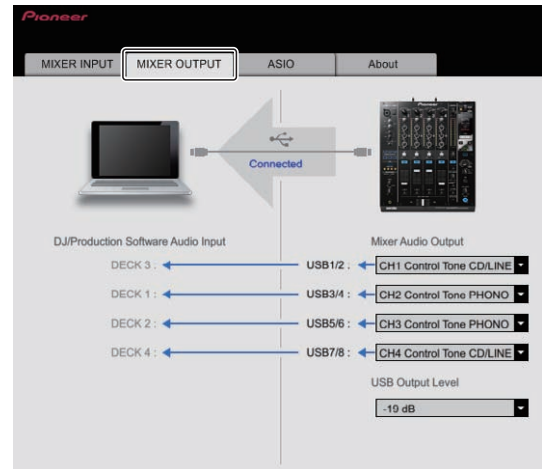 Pioneer
MIXER INPUT MIXER OUTPUT ASIO About
Connected
DJ/Production Software Audio Input Mixer Audio Output
DECK 3 : USB1/2 : CH1 Control Tone CD/LINE
DECK 1 : USB3/4 : CH2 Control Tone PHONO
DECK 2 : USB5/6 : CH3 Control Tone PHONO
DECK 4 : USB7/8 : CH4 Control Tone CD/LINE
USB Output Level
-19 dB